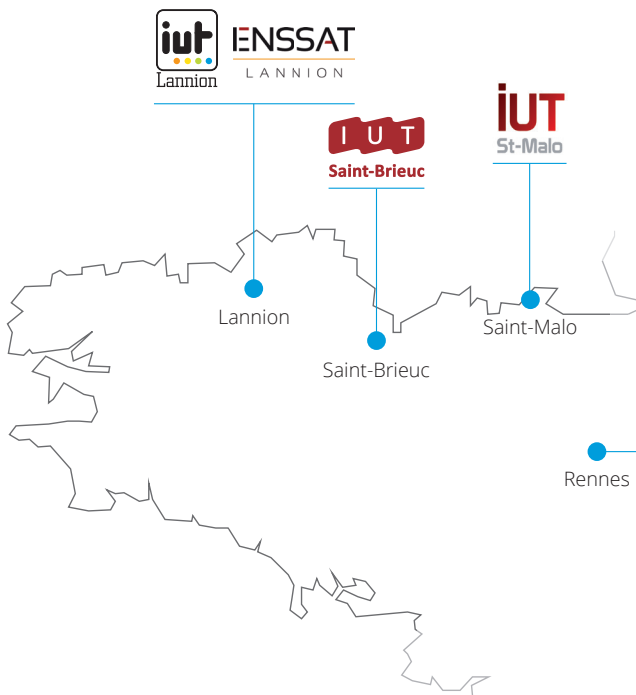 iut
Lannion
ENSSAT
LANNION
IUT
Saint-Brieuc
iUT
St-Malo
Lannion
Saint-Malo
Saint-Brieuc
Rennes